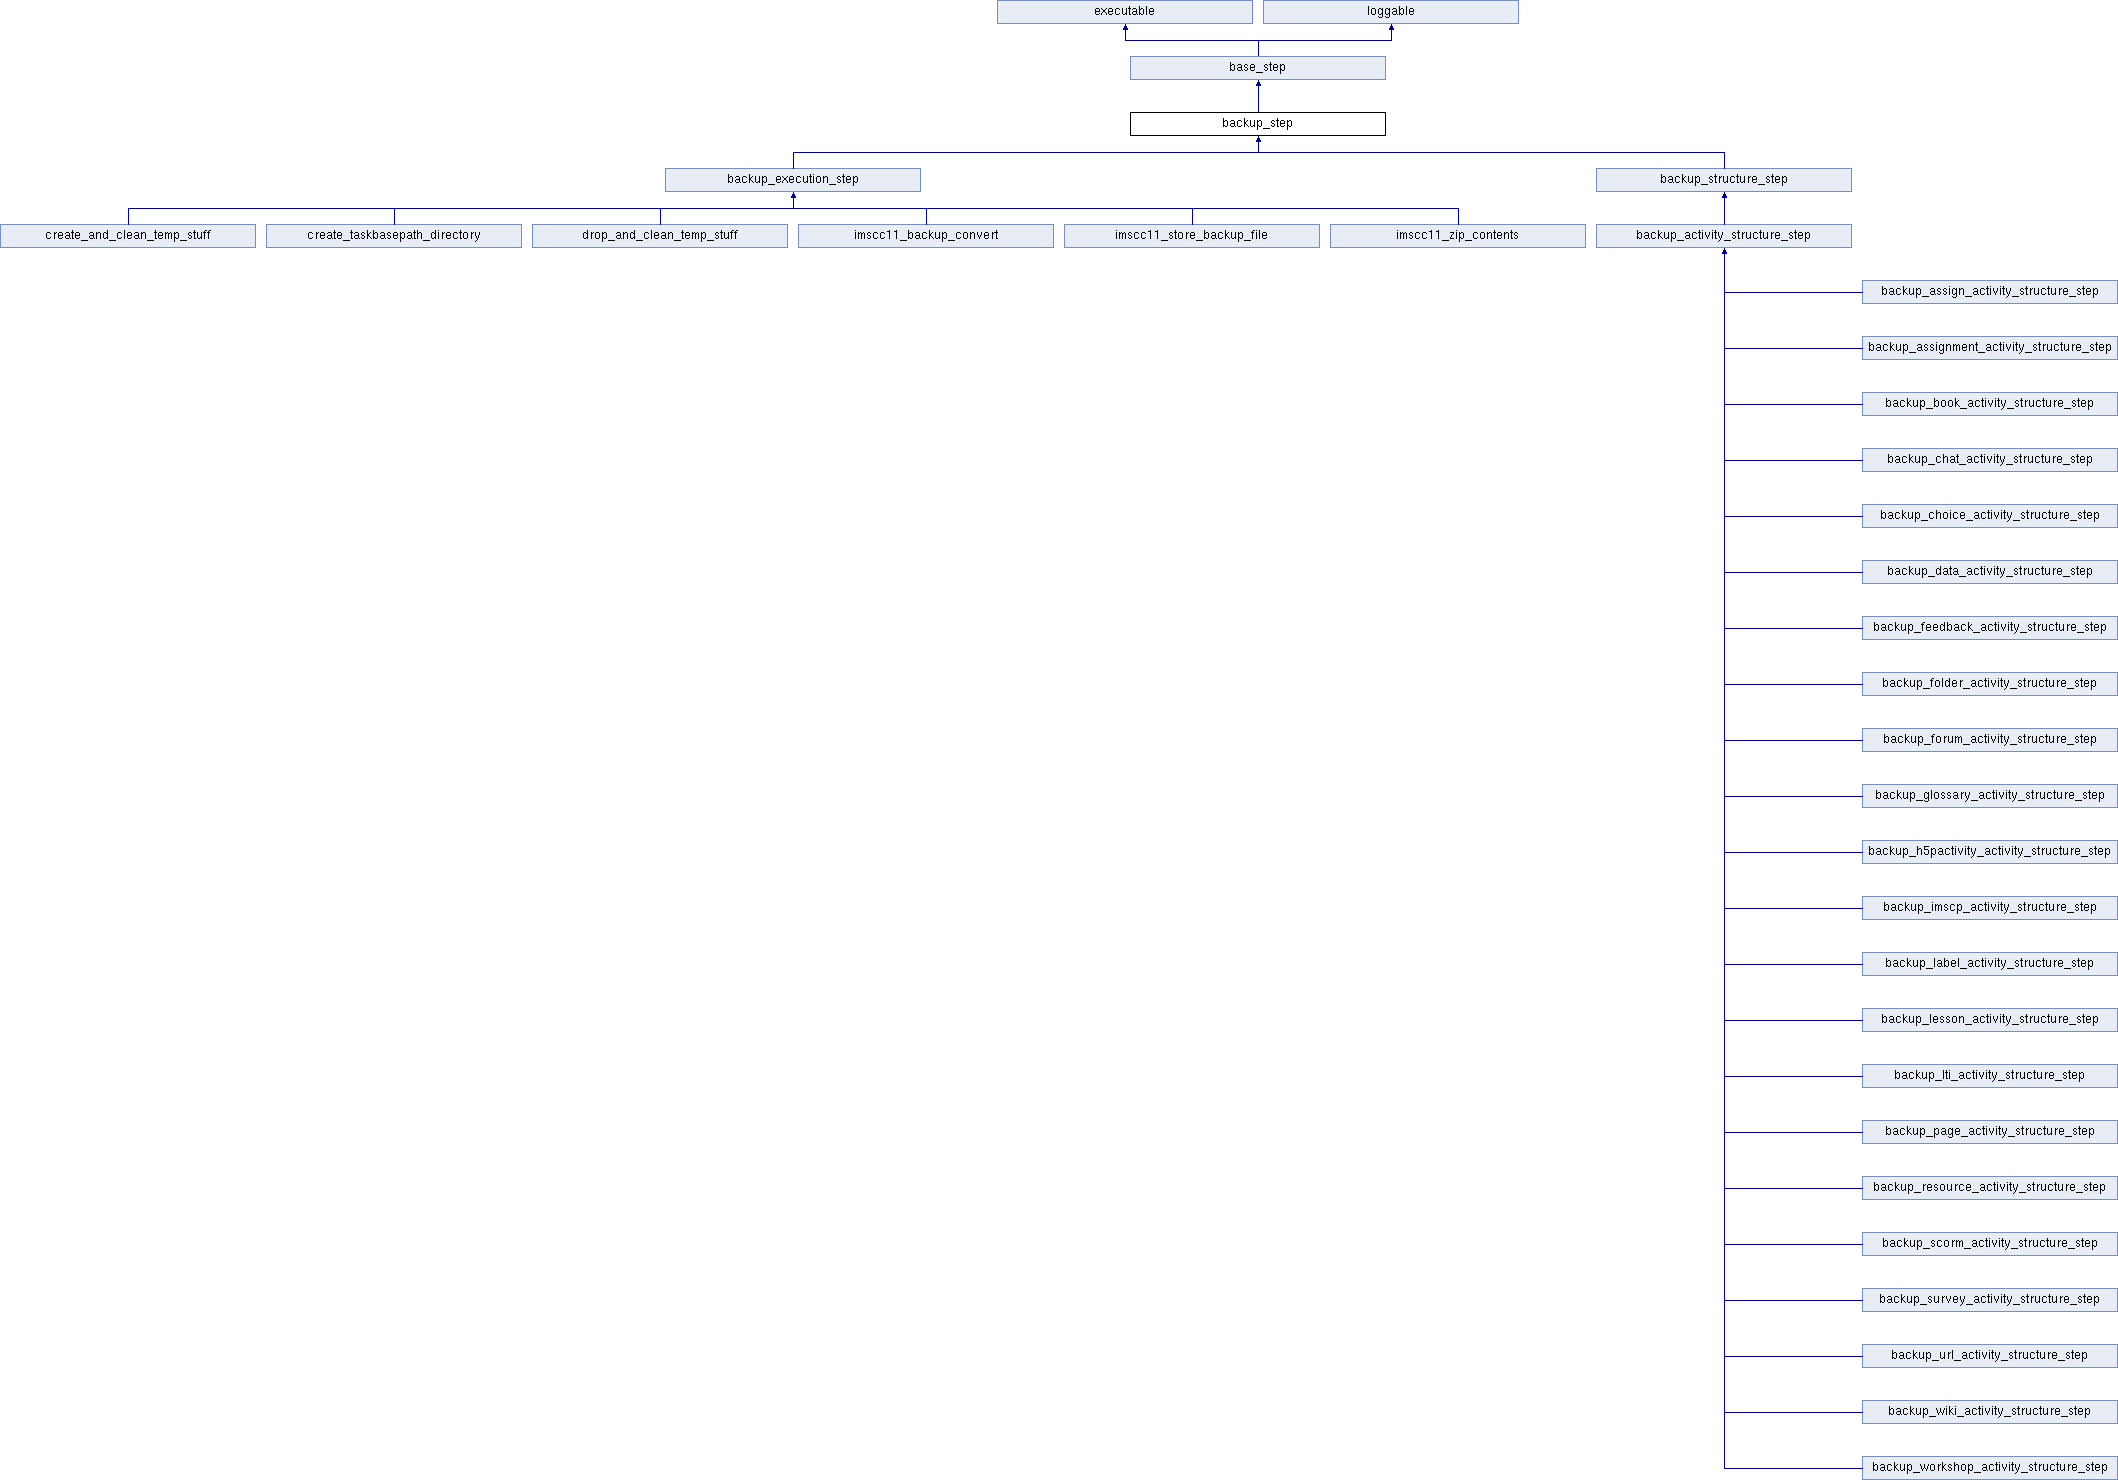 executable
loggable
base_step
backup_step
backup_execution_step
backup_structure_step
create_and_clean_temp_stuff
create_taskbasepath_directory
drop_and_clean_temp_stuff
imscc11_backup_convert
imscc11_store_backup_file
imscc11_zip_contents
backup_activity_structure_step
backup_assign_activity_structure_step
backup_assignment_activity_structure_step
backup_book_activity_structure_step
backup_chat_activity_structure_step
backup_choice_activity_structure_step
backup_data_activity_structure_step
backup_feedback_activity_structure_step
backup_folder_activity_structure_step
backup_forum_activity_structure_step
backup_glossary_activity_structure_step
backup_h5pactivity_activity_structure_step
backup_imscp_activity_structure_step
backup_label_activity_structure_step
backup_lesson_activity_structure_step
backup_lti_activity_structure_step
backup_page_activity_structure_step
backup_resource_activity_structure_step
backup_scorm_activity_structure_step
backup_survey_activity_structure_step
backup_url_activity_structure_step
backup_wiki_activity_structure_step
backup_workshop_activity_structure_step